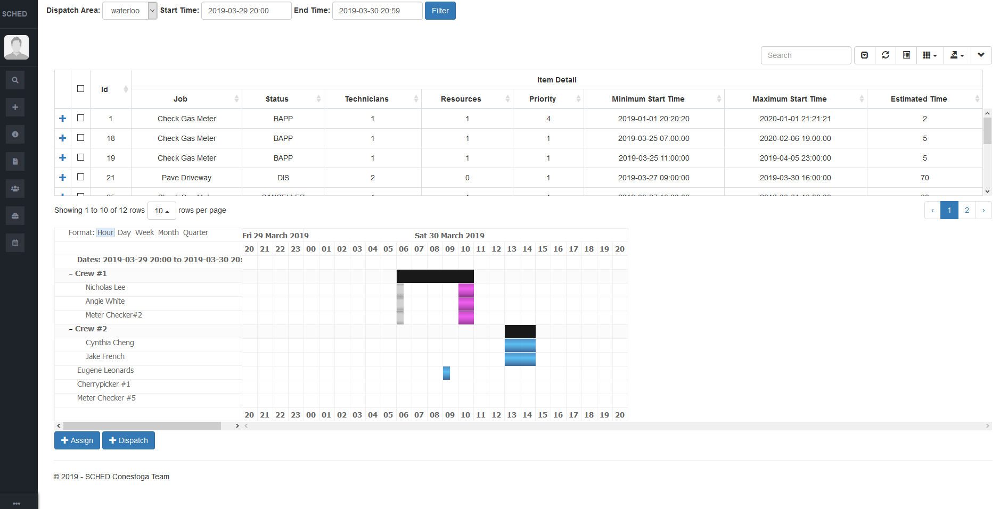 SCHED
Dispatch Area: waterloo Start Time: 2019-03-29 20:00 End Time: 2019-03-30 20:59 Filter
Search
Item Detail
Id
Job Status Technicians Resources Priority Minimum Start Time Maximum Start Time Estimated Time
1 Check Gas Meter BAPP 1 1 4 2019-01-01 20:20:20 2020-01-01 21:21:21 2
18 Check Gas Meter BAPP 1 1 1 2019-03-25 07:00:00 2020-02-06 19:00:00 5
19 Check Gas Meter BAPP 1 1 1 2019-03-25 11:00:00 2019-04-05 23:00:00 5
21 Pave Driveway DIS 2 0 1 2019-03-27 09:00:00 2019-03-30 16:00:00 70
Showing 1 to 10 of 12 rows 10 rows per page ‹ 1 2 ›
Format: Hour Day Week Month Quarter
Fri 29 March 2019 Sat 30 March 2019
20 21 22 23 00 01 02 03 04 05 06 07 08 09 10 11 12 13 14 15 16 17 18 19 20
Dates: 2019-03-29 20:00 to 2019-03-30 20:
– Crew #1
Nicholas Lee
Angie White
Meter Checker#2
– Crew #2
Cynthia Cheng
Jake French
Eugene Leonards
Cherrypicker #1
Meter Checker #5
20 21 22 23 00 01 02 03 04 05 06 07 08 09 10 11 12 13 14 15 16 17 18 19 20
Assign Dispatch
© 2019 - SCHED Conestoga Team